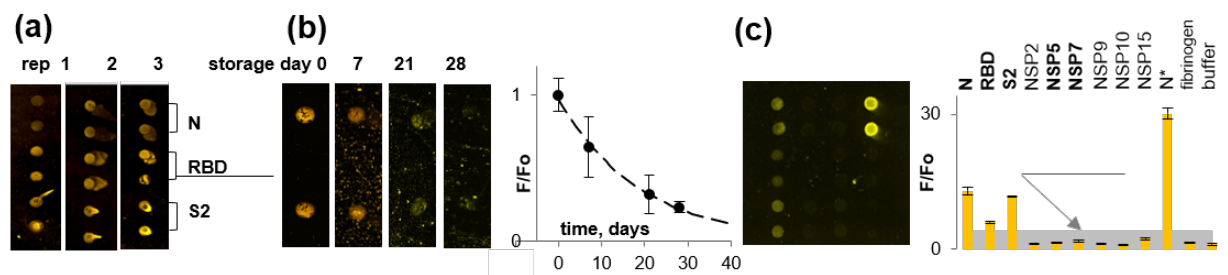 (a)
rep 1 2 3
N
RBD
S2
(b)
storage day 0 7 21 28
F/Fo
1
0
time, days
0 10 20 30 40
(c)
F/Fo
30
0
N
RBD
S2
NSP2
NSP5
NSP7
NSP9
NSP10
NSP15
N*
fibrinogen
buffer